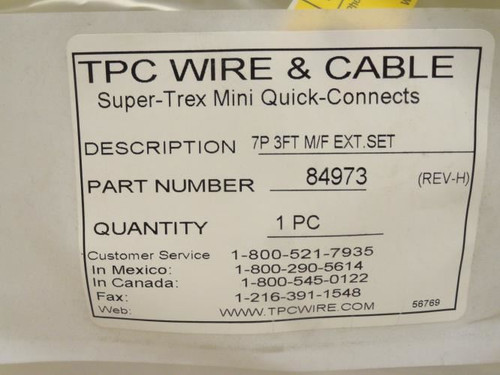 TPC WIRE & CABLE
Super-Trex Mini Quick-Connects
DESCRIPTION 7P 3FT M/F EXT.SET
PART NUMBER 84973 (REV-H)
QUANTITY 1 PC
Customer Service 1-800-521-7935
In Mexico: 1-800-290-5614
In Canada: 1-800-545-0122
Fax: 1-216-391-1548
Web: WWW.TPCWIRE.COM 56769